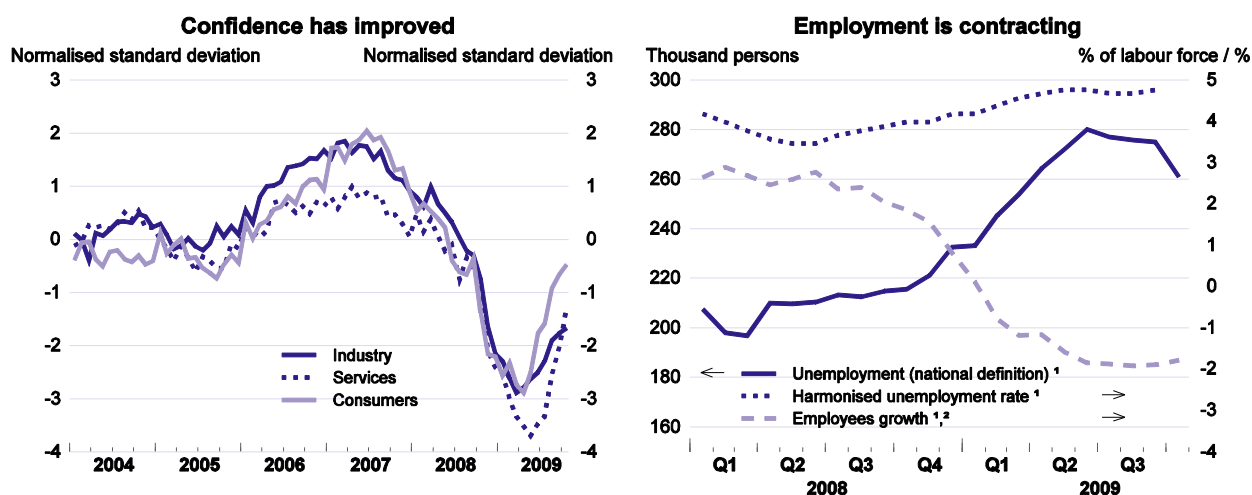 Confidence has improved
Normalised standard deviation
Normalised standard deviation
3
3
2
2
1
1
0
0
-1
-1
-2
-2
-3
-3
-4
-4
Industry
Services
Consumers
2004
2005
2006
2007
2008
2009
Employment is contracting
Thousand persons
% of labour force / %
300
280
260
240
220
200
180
160
5
4
3
2
1
0
-1
-2
-3
-4
Unemployment (national definition) ¹
Harmonised unemployment rate ¹
Employees growth ¹,²
Q1
Q2
Q3
Q4
Q1
Q2
Q3
2008
2009